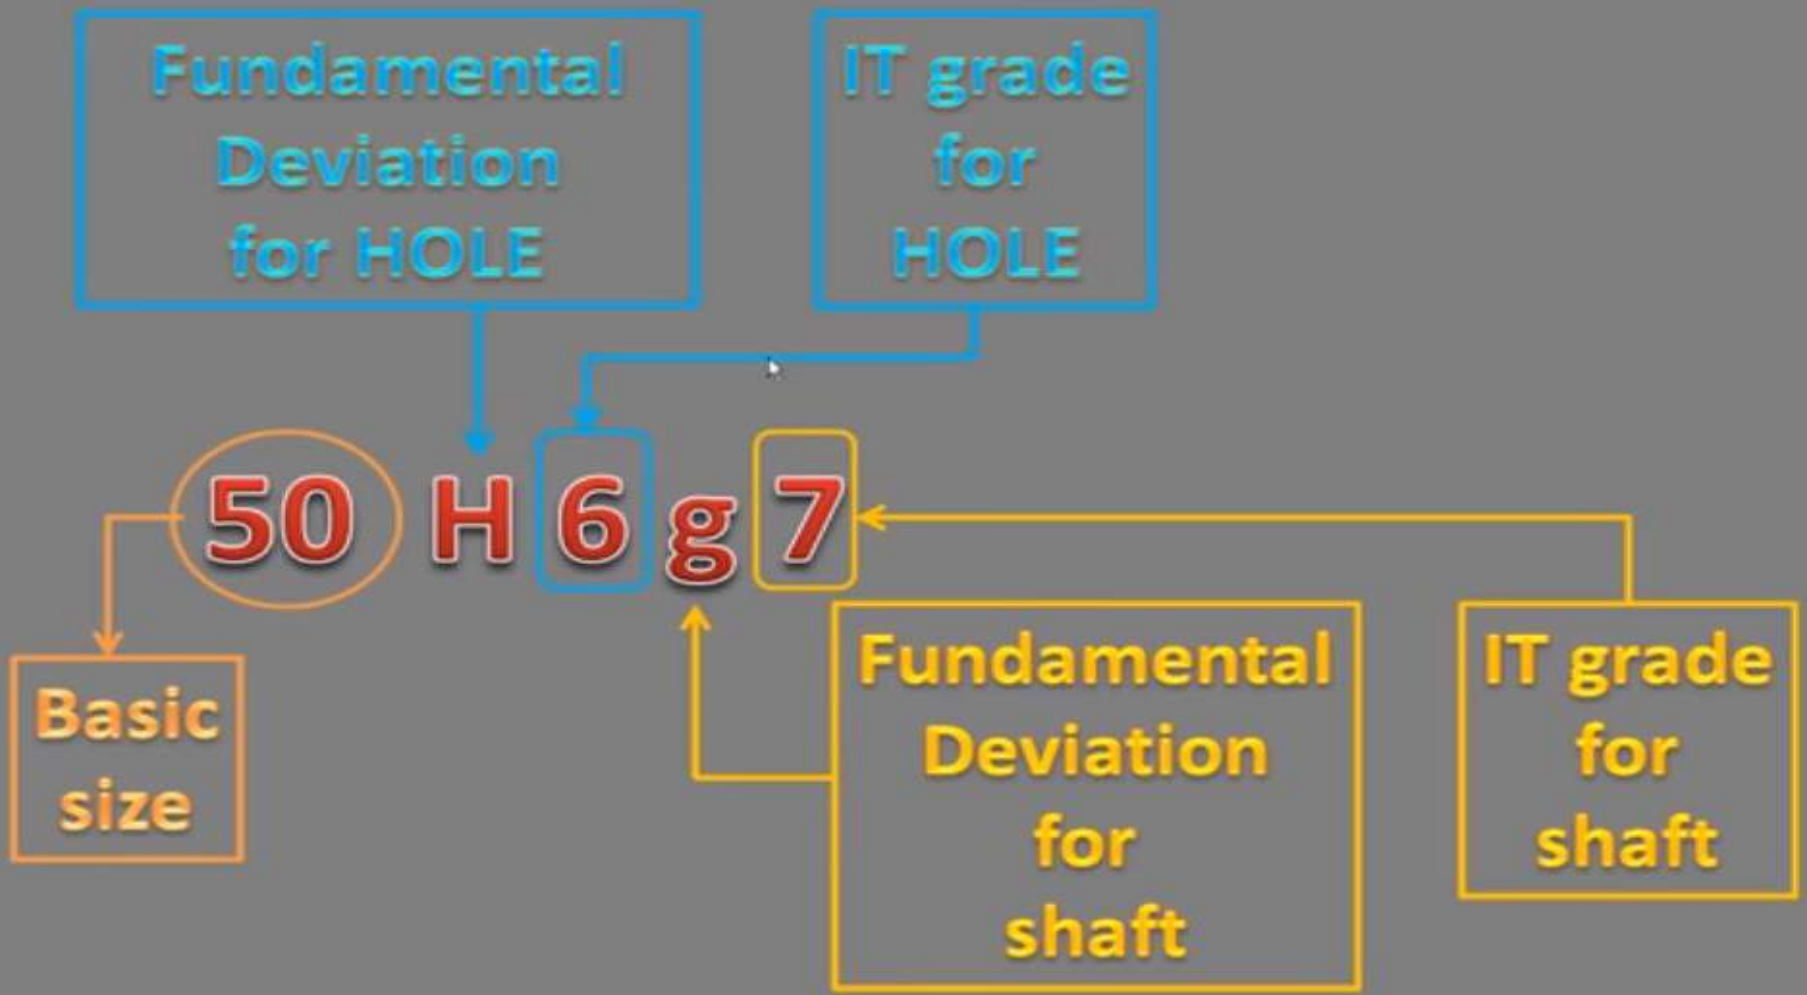 Fundamental
Deviation
for HOLE
IT grade
for
HOLE
50 H 6 g 7
Basic
size
Fundamental
Deviation
for
shaft
IT grade
for
shaft